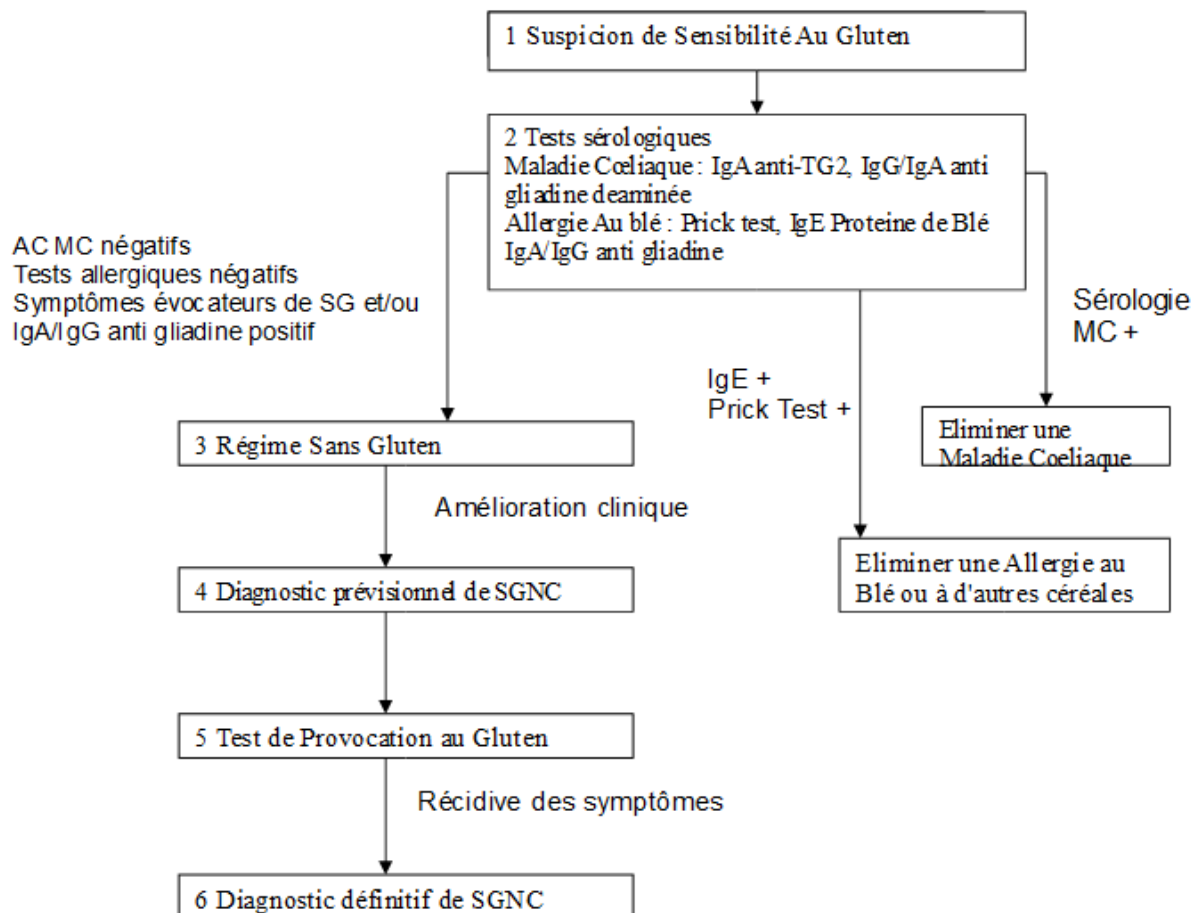 1 Suspicion de Sensibilité Au Gluten
2 Tests sérologiques
Maladie Cœliaque : IgA anti-TG2, IgG/IgA anti
gliadine deaminée
Allergie Au blé : Prick test, IgE Proteine de Blé
IgA/IgG anti gliadine
AC MC négatifs
Tests allergiques négatifs
Symptômes évocateurs de SG et/ou
IgA/IgG anti gliadine positif
Sérologie
MC +
IgE +
Prick Test +
3 Régime Sans Gluten
Eliminer une
Maladie Cœliaque
Amélioration clinique
Eliminer une Allergie au
Blé ou à d'autres céréales
4 Diagnostic prévisionnel de SGNC
5 Test de Provocation au Gluten
Récidive des symptômes
6 Diagnostic définitif de SGNC